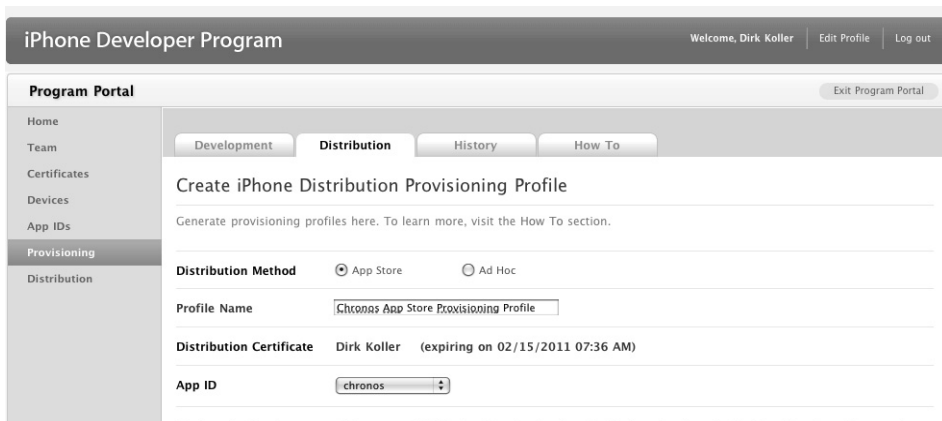 iPhone Developer Program
Welcome, Dirk Koller Edit Profile Log out
Program Portal Exit Program Portal
Home
Team
Certificates
Devices
App IDs
Provisioning
Distribution
Development Distribution History How To
Create iPhone Distribution Provisioning Profile
Generate provisioning profiles here. To learn more, visit the How To section.
Distribution Method App Store Ad Hoc
Profile Name Chronos App Store Provisioning Profile
Distribution Certificate Dirk Koller (expiring on 02/15/2011 07:36 AM)
App ID chronos